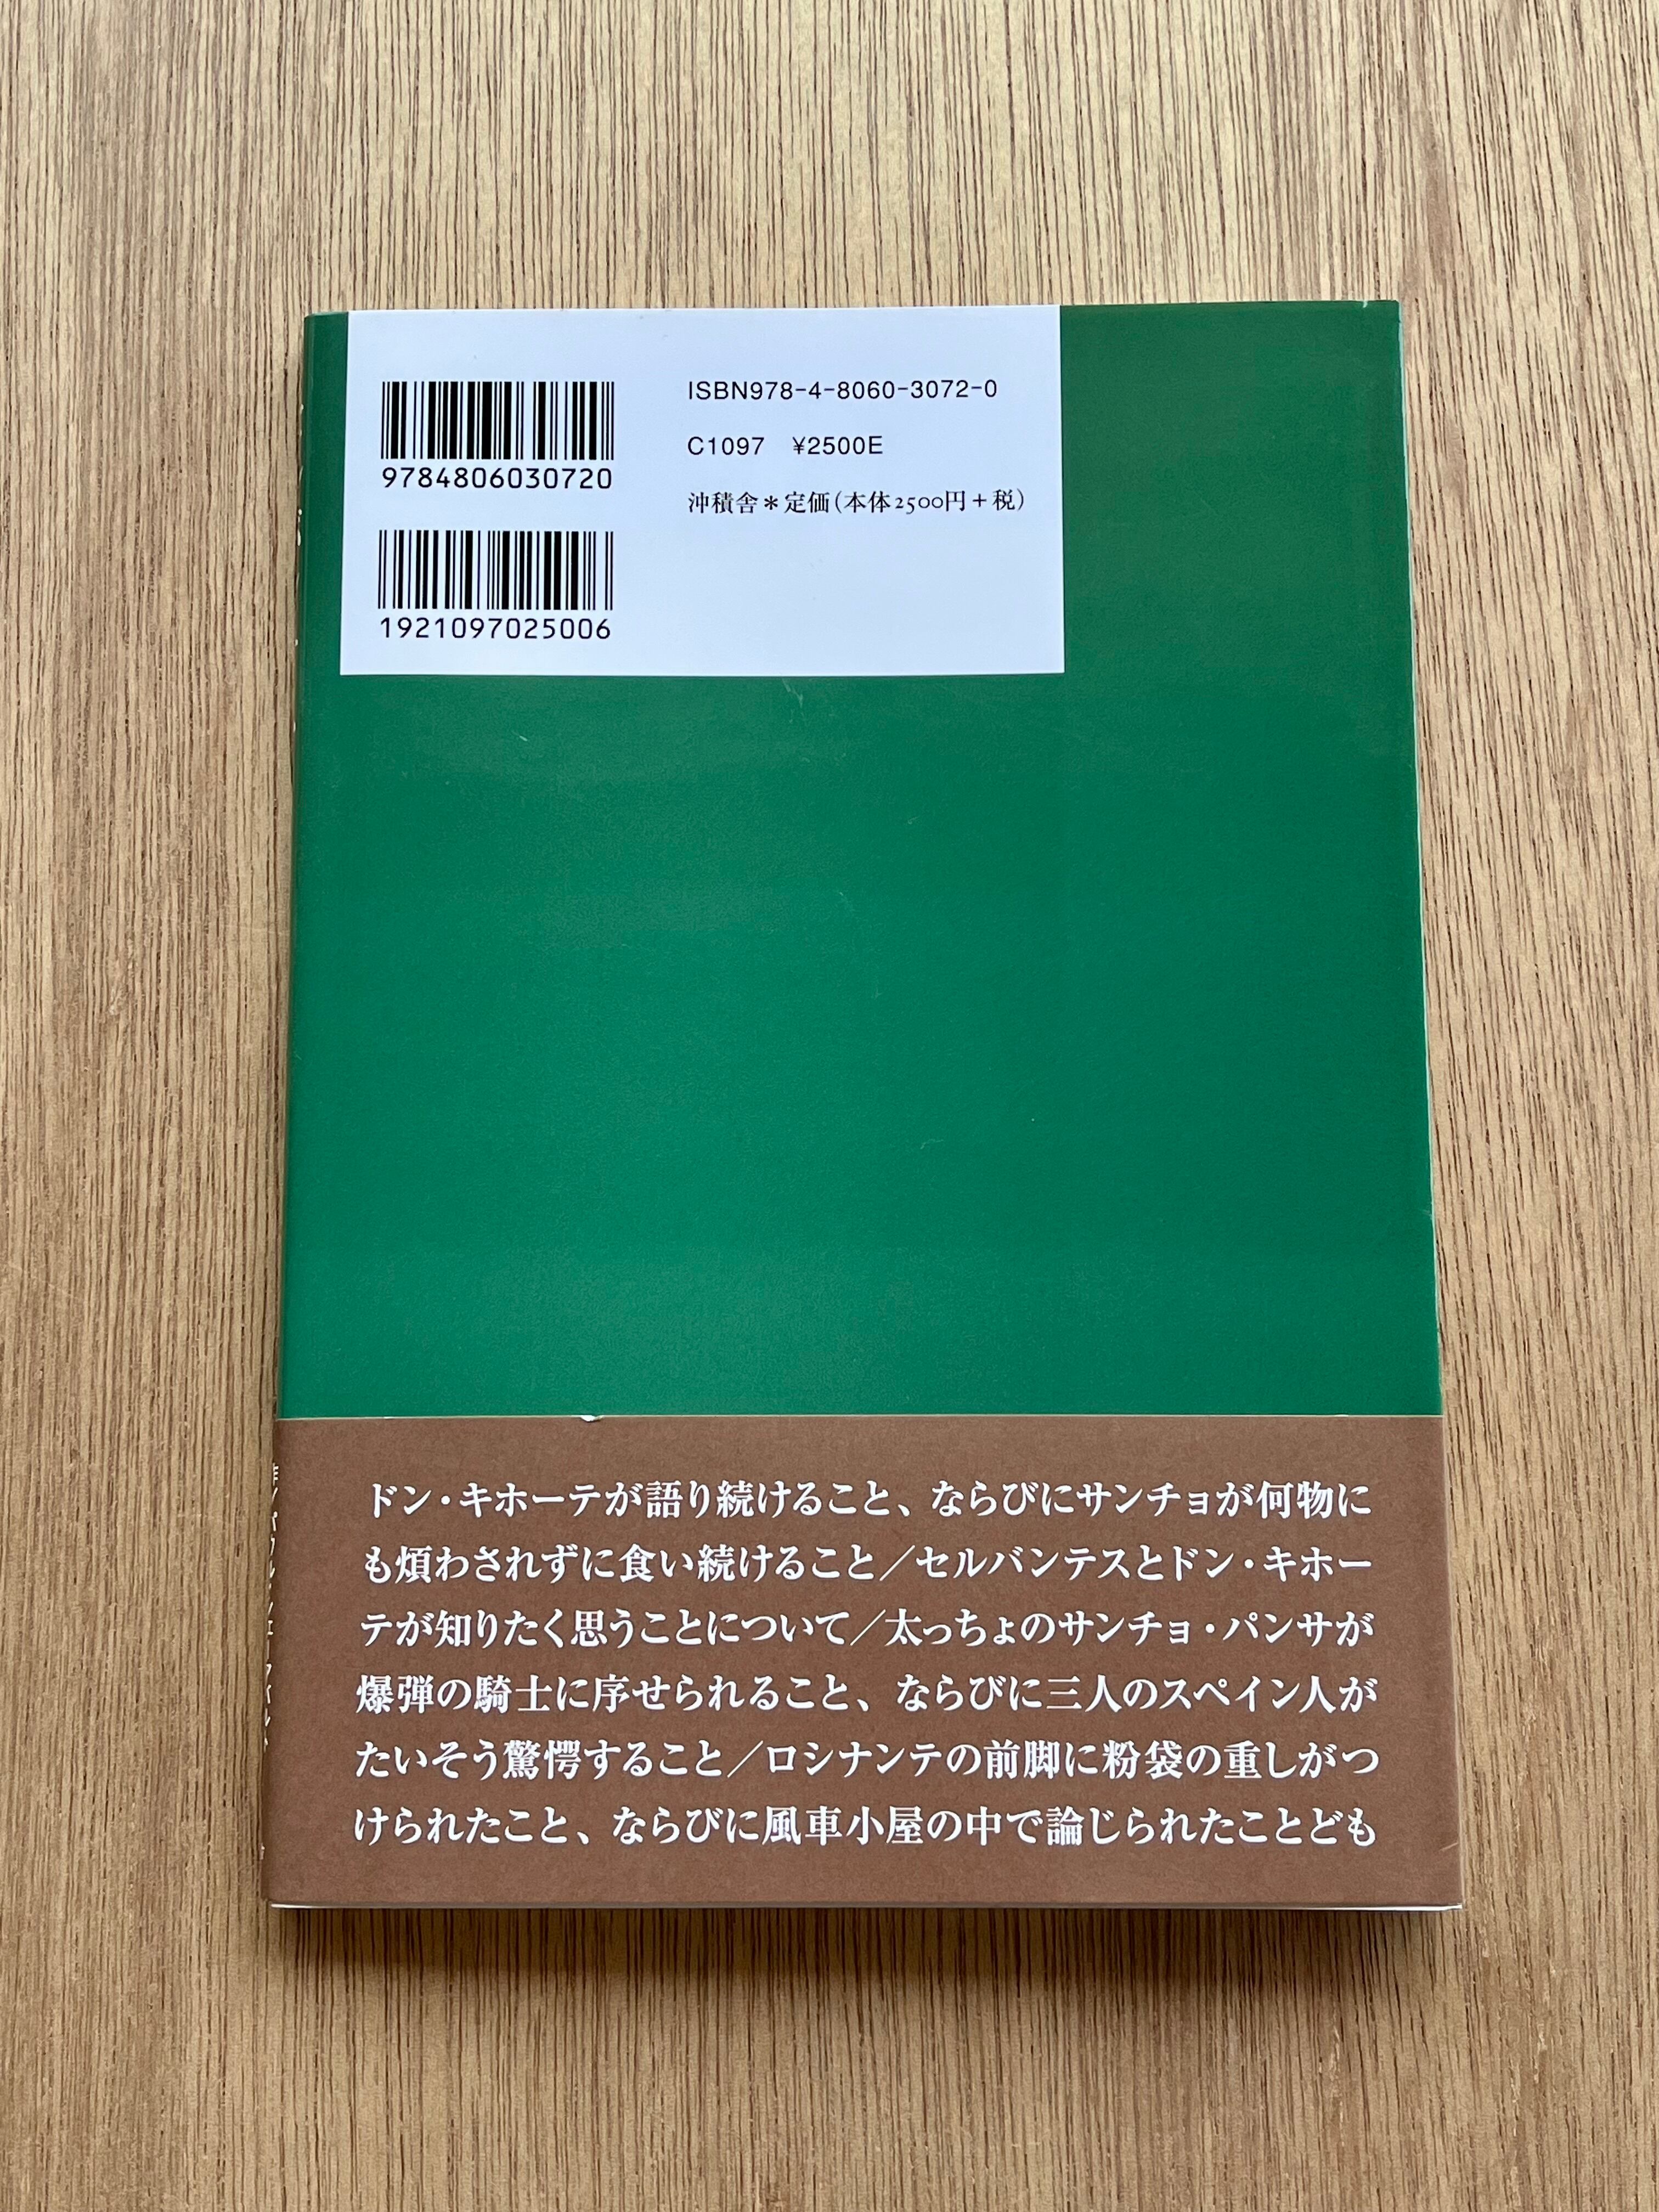 9784806030720
1921097025006
ISBN978-4-8060-3072-0
C1097 ¥2500E
沖積舎＊定価（本体2500円＋税）
ドン・キホーテが語り続けること、ならびにサンチョが何物に
も煩わされずに食い続けること／セルバンテスとドン・キホー
テが知りたく思うことについて／太っちょのサンチョ・パンサが
爆弾の騎士に序せられること、ならびに三人のスペイン人が
たいそう驚愕すること／ロシナンテの前脚に粉袋の重しがつ
けられたこと、ならびに風車小屋の中で論じられたことども